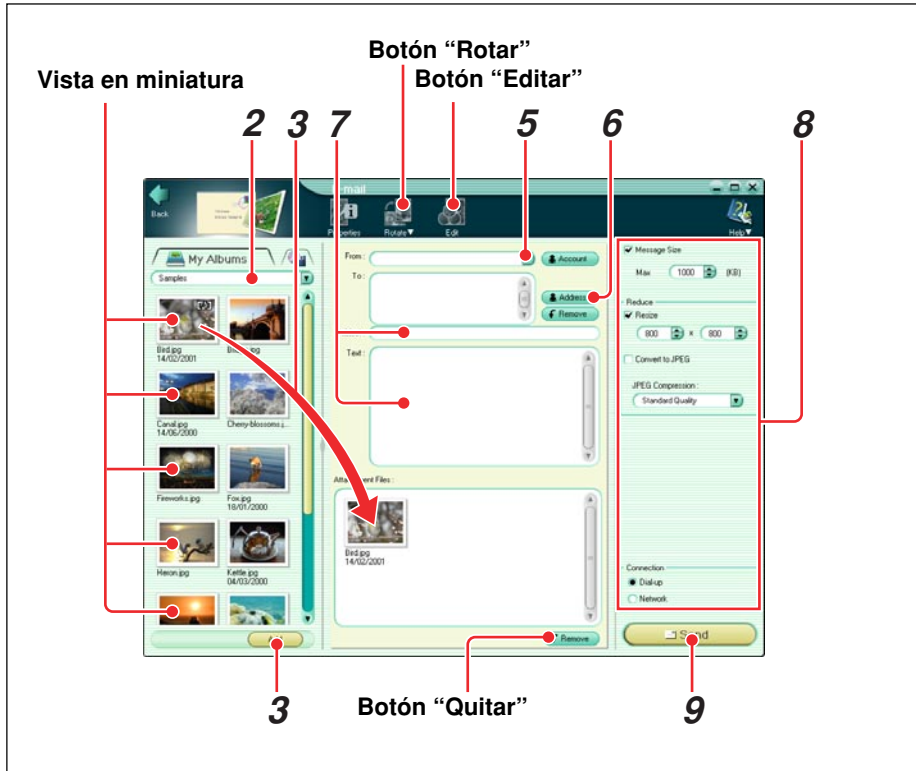 Botón “Rotar”
Vista en miniatura
Botón “Editar”
2 3 7 5 6 8
E-mail
Back
Properties Rotate▼ Edit Help▼
My Albums
Samples
From: Account
To:
Address
Remove
Text:
Message Size
Max 1000 (KB)
Reduce
Resize
800 × 800
Convert to JPEG
JPEG Compression:
Standard Quality
Bird.jpg
14/02/2001
Canal.jpg Cherry-blossoms.j...
14/06/2000
Fireworks.jpg Fox.jpg
18/01/2000
Heron.jpg Kettle.jpg
04/03/2000
Files:
Bird.jpg
14/02/2001
Connection
Dial-up
Network
Remove
Send
3 Botón “Quitar” 9